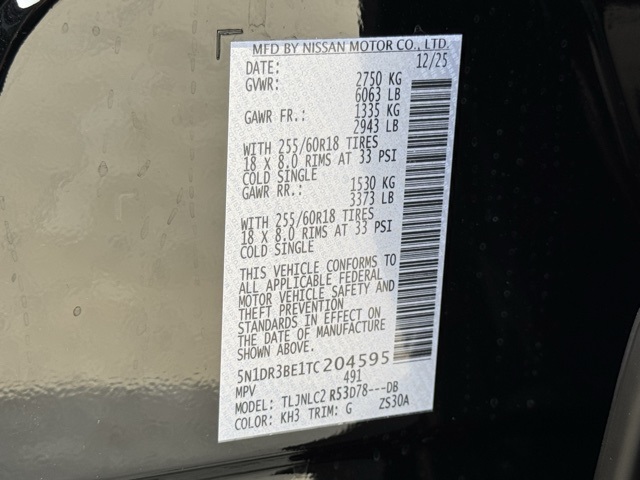 MFD BY NISSAN MOTOR CO., LTD.
DATE: 12/25
GVWR: 2750 KG
6063 LB
GAWR FR.: 1335 KG
2943 LB
WITH 255/60R18 TIRES
18 X 8.0 RIMS AT 33 PSI
COLD SINGLE
GAWR RR.: 1530 KG
3373 LB
WITH 255/60R18 TIRES
18 X 8.0 RIMS AT 33 PSI
COLD SINGLE
THIS VEHICLE CONFORMS TO
ALL APPLICABLE FEDERAL
MOTOR VEHICLE SAFETY AND
THEFT PREVENTION
STANDARDS IN EFFECT ON
THE DATE OF MANUFACTURE
SHOWN ABOVE.
5N1DR3BE1TC204595
MPV 491
MODEL: TLJNLC2 R53D78---DB
COLOR: KH3 TRIM: G ZS30A